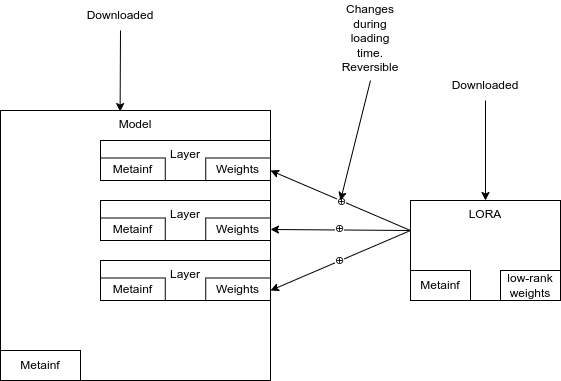 Downloaded
Changes
during
loading
time.
Reversible
Downloaded
Model
Layer
Metainf
Weights
Layer
Metainf
Weights
Layer
Metainf
Weights
Metainf
LORA
Metainf
low-rank
weights